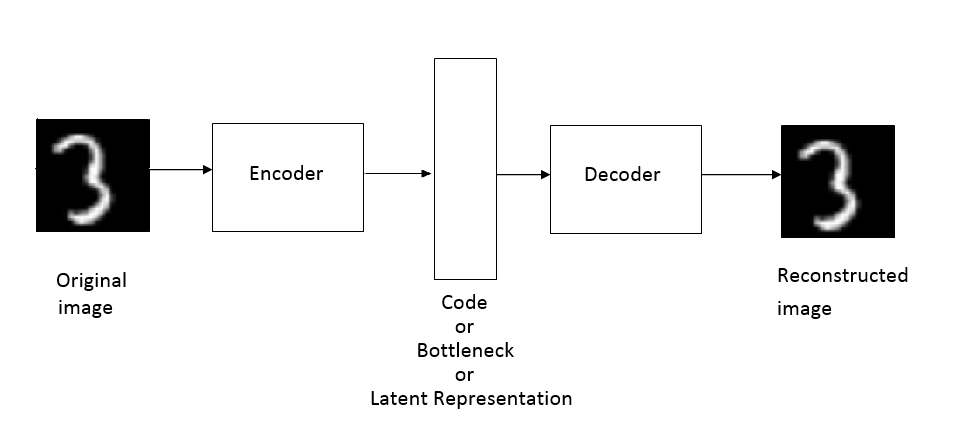 Encoder
Decoder
Original
image
Code
or
Bottleneck
or
Latent Representation
Reconstructed
image